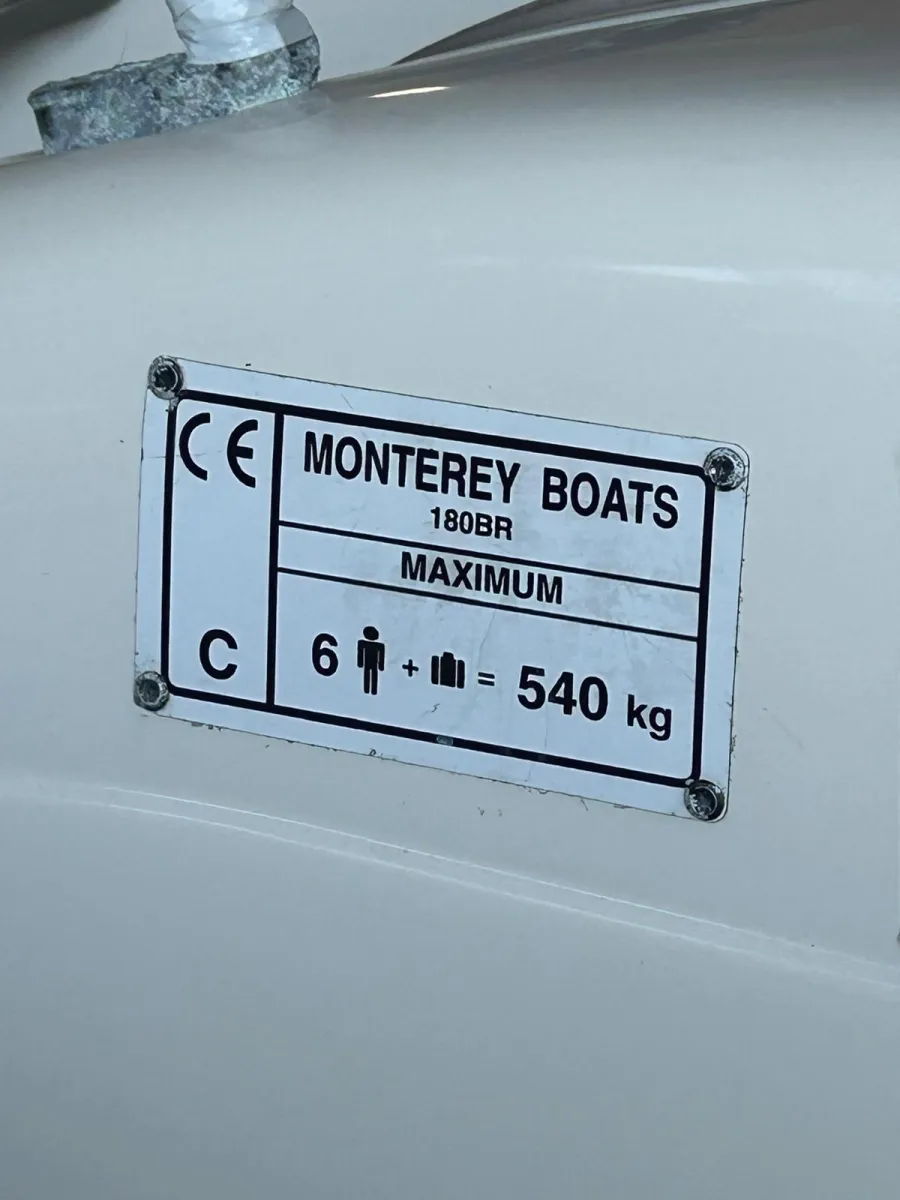 CE
MONTEREY BOATS
180BR
MAXIMUM
C
6 + = 540 kg